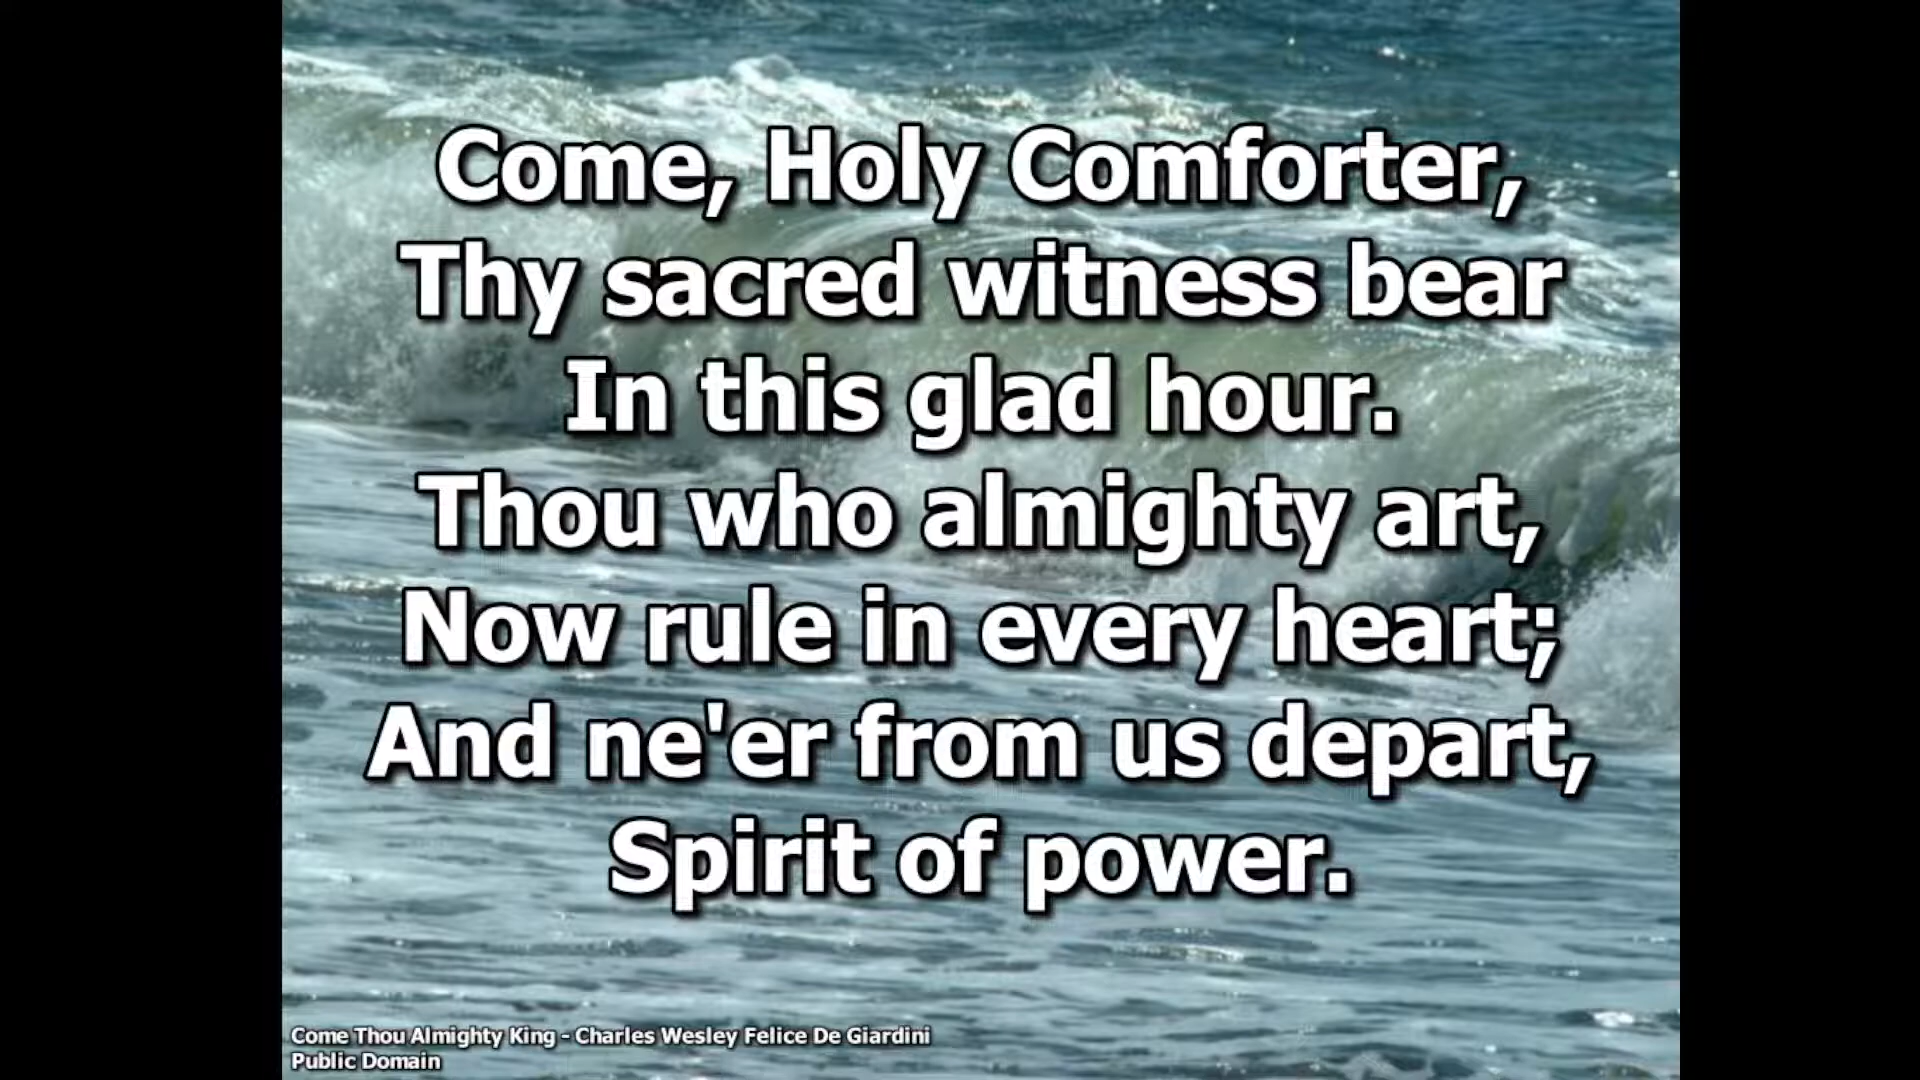 Come, Holy Comforter,
Thy sacred witness bear
In this glad hour.
Thou who almighty art,
Now rule in every heart;
And ne'er from us depart,
Spirit of power.
Come Thou Almighty King - Charles Wesley Felice De Giardini
Public Domain